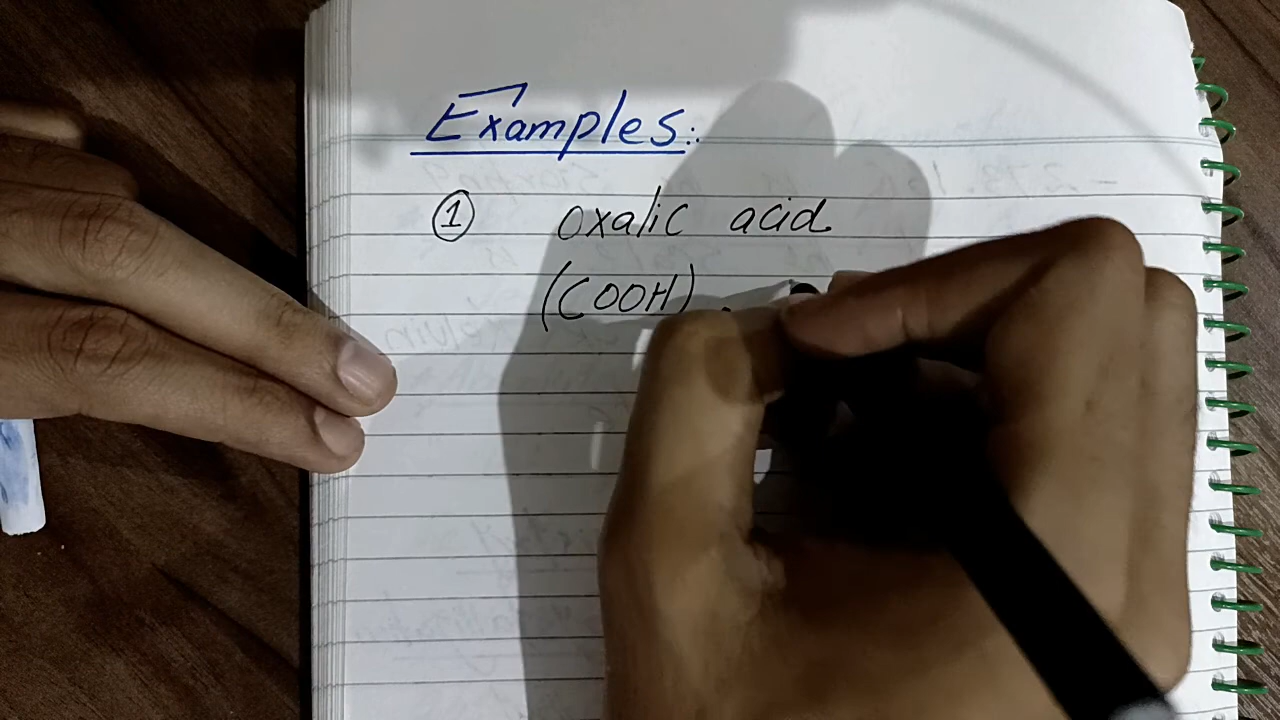 Examples:
① oxalic acid
(COOH) .